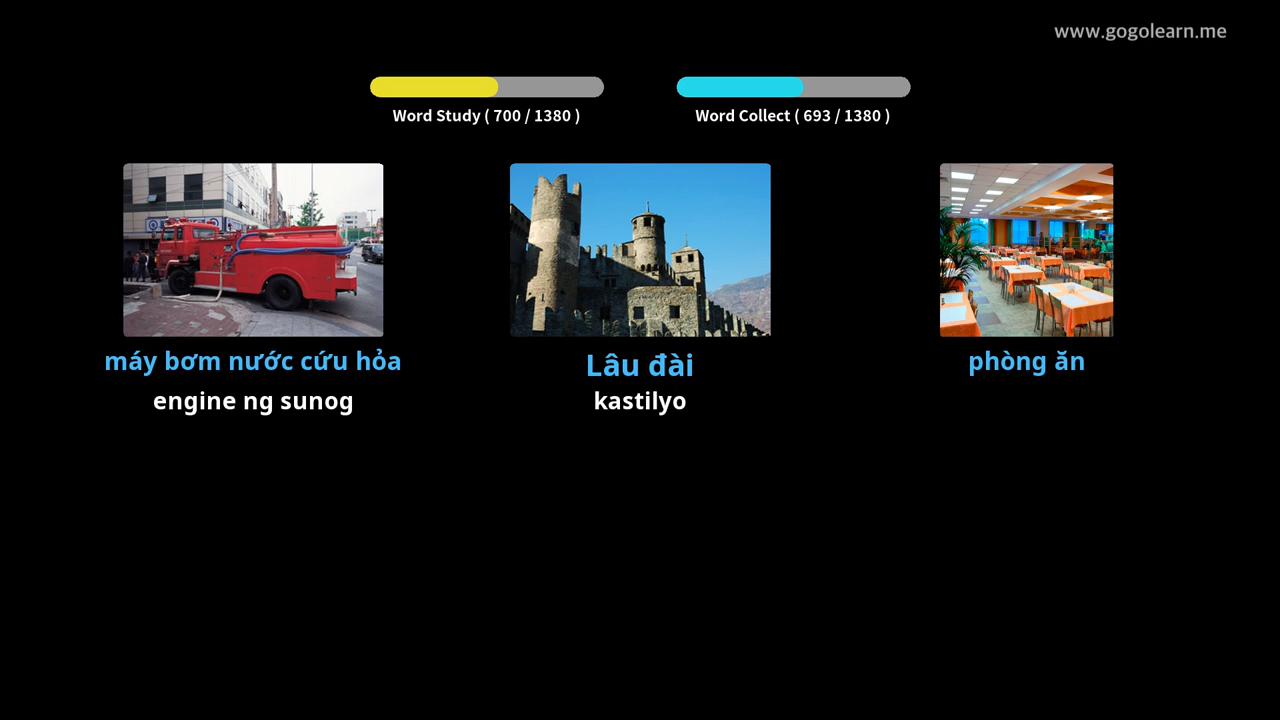 www.gogolearn.me
Word Study ( 700 / 1380 )
Word Collect ( 693 / 1380 )
máy bơm nước cứu hỏa
engine ng sunog
Lâu đài
kastilyo
phòng ăn